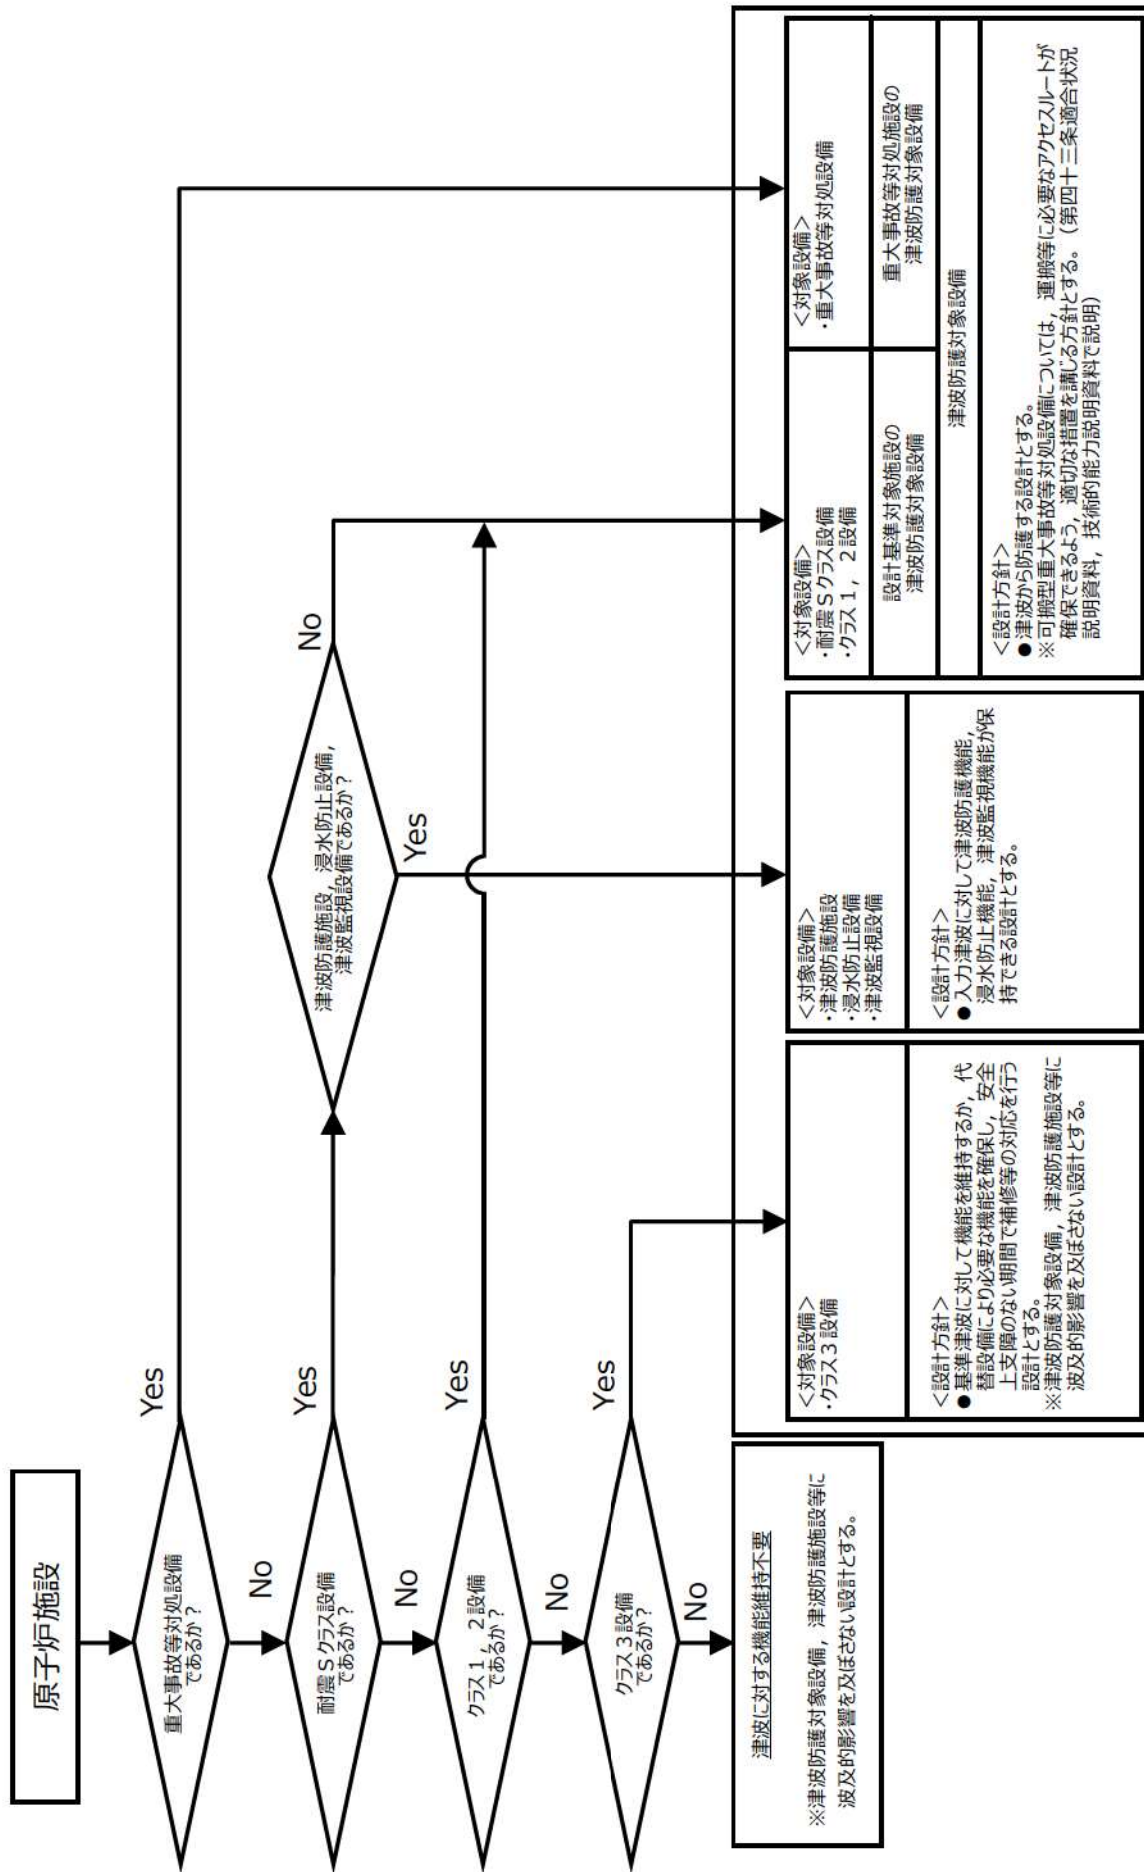 原子炉施設
重大事故等対処設備
であるか？
Yes
No
耐震Ｓクラス設備
であるか？
Yes
No
津波防護施設，浸水防止設備，
津波監視設備であるか？
No
Yes
クラス１，２設備
であるか？
Yes
No
クラス３設備
であるか？
Yes
No
津波に対する機能維持不要
※津波防護対象設備，津波防護施設等に
波及的影響を及ぼさない設計とする。
＜対象設備＞
・クラス３設備
＜設計方針＞
●基準津波に対して機能を維持するか，代
替設備により必要な機能を確保し，安全
上支障のない期間で補修等の対応を行う
設計とする。
※津波防護対象設備，津波防護施設等に
波及的影響を及ぼさない設計とする。
＜対象設備＞
・津波防護施設
・浸水防止設備
・津波監視設備
＜設計方針＞
●入力津波に対して津波防護機能，
浸水防止機能，津波監視機能が保
持できる設計とする。
＜対象設備＞
・耐震Ｓクラス設備
・クラス１，２設備
設計基準対象施設の
津波防護対象設備
＜対象設備＞
・重大事故等対処設備
重大事故等対処施設の
津波防護対象設備
津波防護対象設備
＜設計方針＞
●津波から防護する設計とする。
※可搬型重大事故等対処設備については，運搬等に必要なアクセスルートが
確保できるよう，適切な措置を講じる方針とする。（第四十三条適合状況
説明資料，技術的能力説明資料で説明）